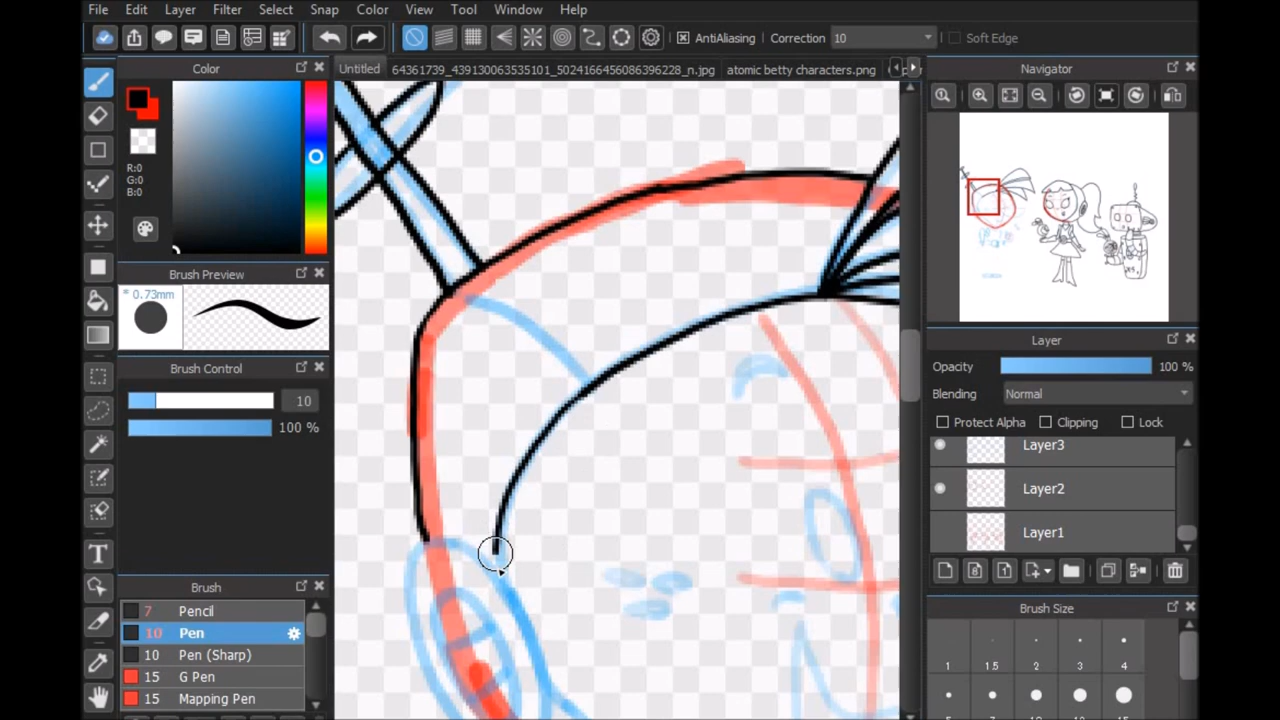 File Edit Layer Filter Select Snap Color View Tool Window Help
AntiAliasing Correction 10 Soft Edge
Color
Untitled 64361739_439130063535101_5024166456086396228_n.jpg atomic betty characters.png
Navigator
R:0
G:0
B:0
Brush Preview
* 0.73mm
Brush Control
10
100 %
Brush
7 Pencil
10 Pen
10 Pen (Sharp)
15 G Pen
15 Mapping Pen
Layer
Opacity 100 %
Blending Normal
Protect Alpha Clipping Lock
Layer3
Layer2
Layer1
Brush Size
1 1.5 2 3 4